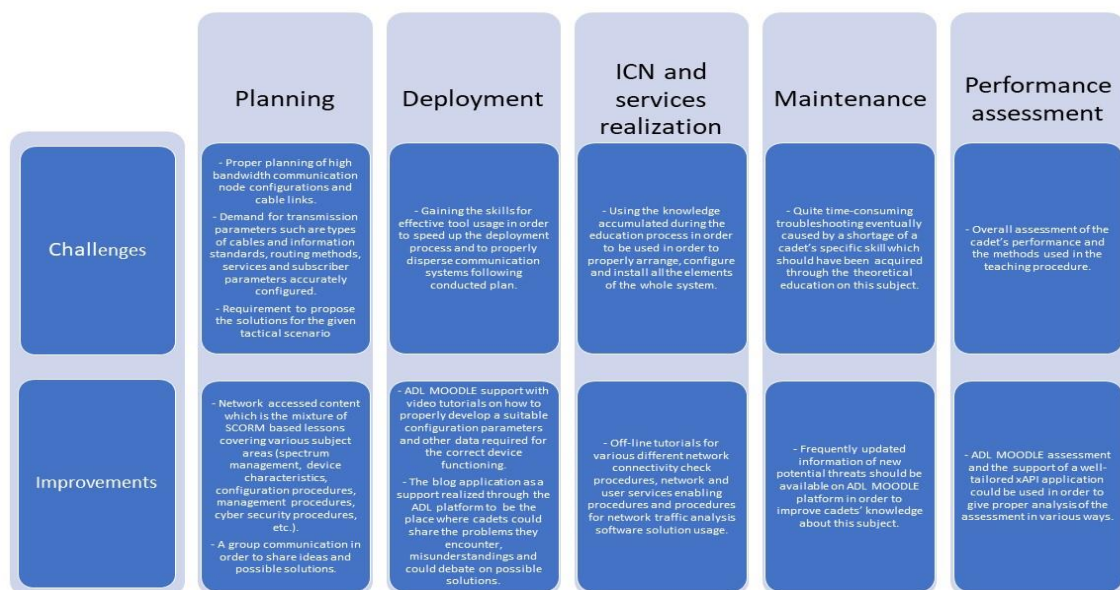 Planning
Deployment
ICN and
services
realization
Maintenance
Performance
assessment
Challenges
- Proper planning of high
bandwidth communication
node configurations and
cable links.
- Demand for transmission
parameters such are types
of cables and information
standards, routing methods,
services and subscriber
parameters accurately
configured.
- Requirement to propose
the solutions for the given
tactical scenario
- Gaining the skills for
effective tool usage in order
to speed up the deployment
process and to properly
disperse communication
systems following
conducted plan.
- Using the knowledge
accumulated during the
education process in order
to be used in order to
properly arrange, configure
and install all the elements
of the whole system.
- Quite time-consuming
troubleshooting eventually
caused by a shortage of a
cadet's specific skill which
should have been acquired
through the theoretical
education on this subject.
- Overall assessment of the
cadet's performance and
the methods used in the
teaching procedure.
Improvements
- Network accessed content
which is the mixture of
SCORM based lessons
covering various subject
areas (spectrum
management, device
characteristics,
configuration procedures,
management procedures,
cyber security procedures,
etc.).
- A group communication in
order to share ideas and
possible solutions.
- ADL MOODLE support with
video tutorials on how to
properly develop a suitable
configuration parameters
and other data required for
the correct device
functioning.
- The blog application as a
support realized through the
ADL platform to be the
place where cadets could
share the problems they
encounter,
misunderstandings and
could debate on possible
solutions.
- Off-line tutorials for
various different network
connectivity check
procedures, network and
user services enabling
procedures and procedures
for network traffic analysis
software solution usage.
- Frequently updated
information of new
potential threats should be
available on ADL MOODLE
platform in order to
improve cadets' knowledge
about this subject.
- ADL MOODLE assessment
and the support of a well-
tailored xAPI application
could be used in order to
give proper analysis of the
assessment in various ways.